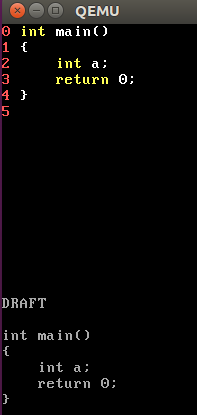 QEMU
0 int main()
1 {
2     int a;
3     return 0;
4 }
5
DRAFT
int main()
{
    int a;
    return 0;
}